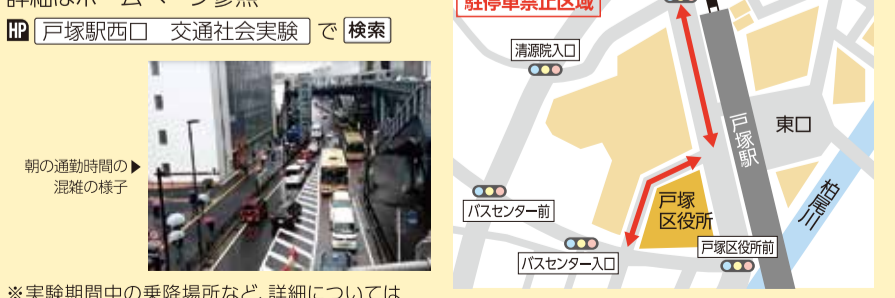 詳細はホームページ参照
HP 戸塚駅西口 交通社会実験 で 検索
朝の通勤時間の▶
混雑の様子
※実験期間中の乗降場所など、詳細については
駐停車禁止区域
清源院入口
戸塚駅
東口
柏尾川
戸塚
区役所
バスセンター前
戸塚区役所前
バスセンター入口